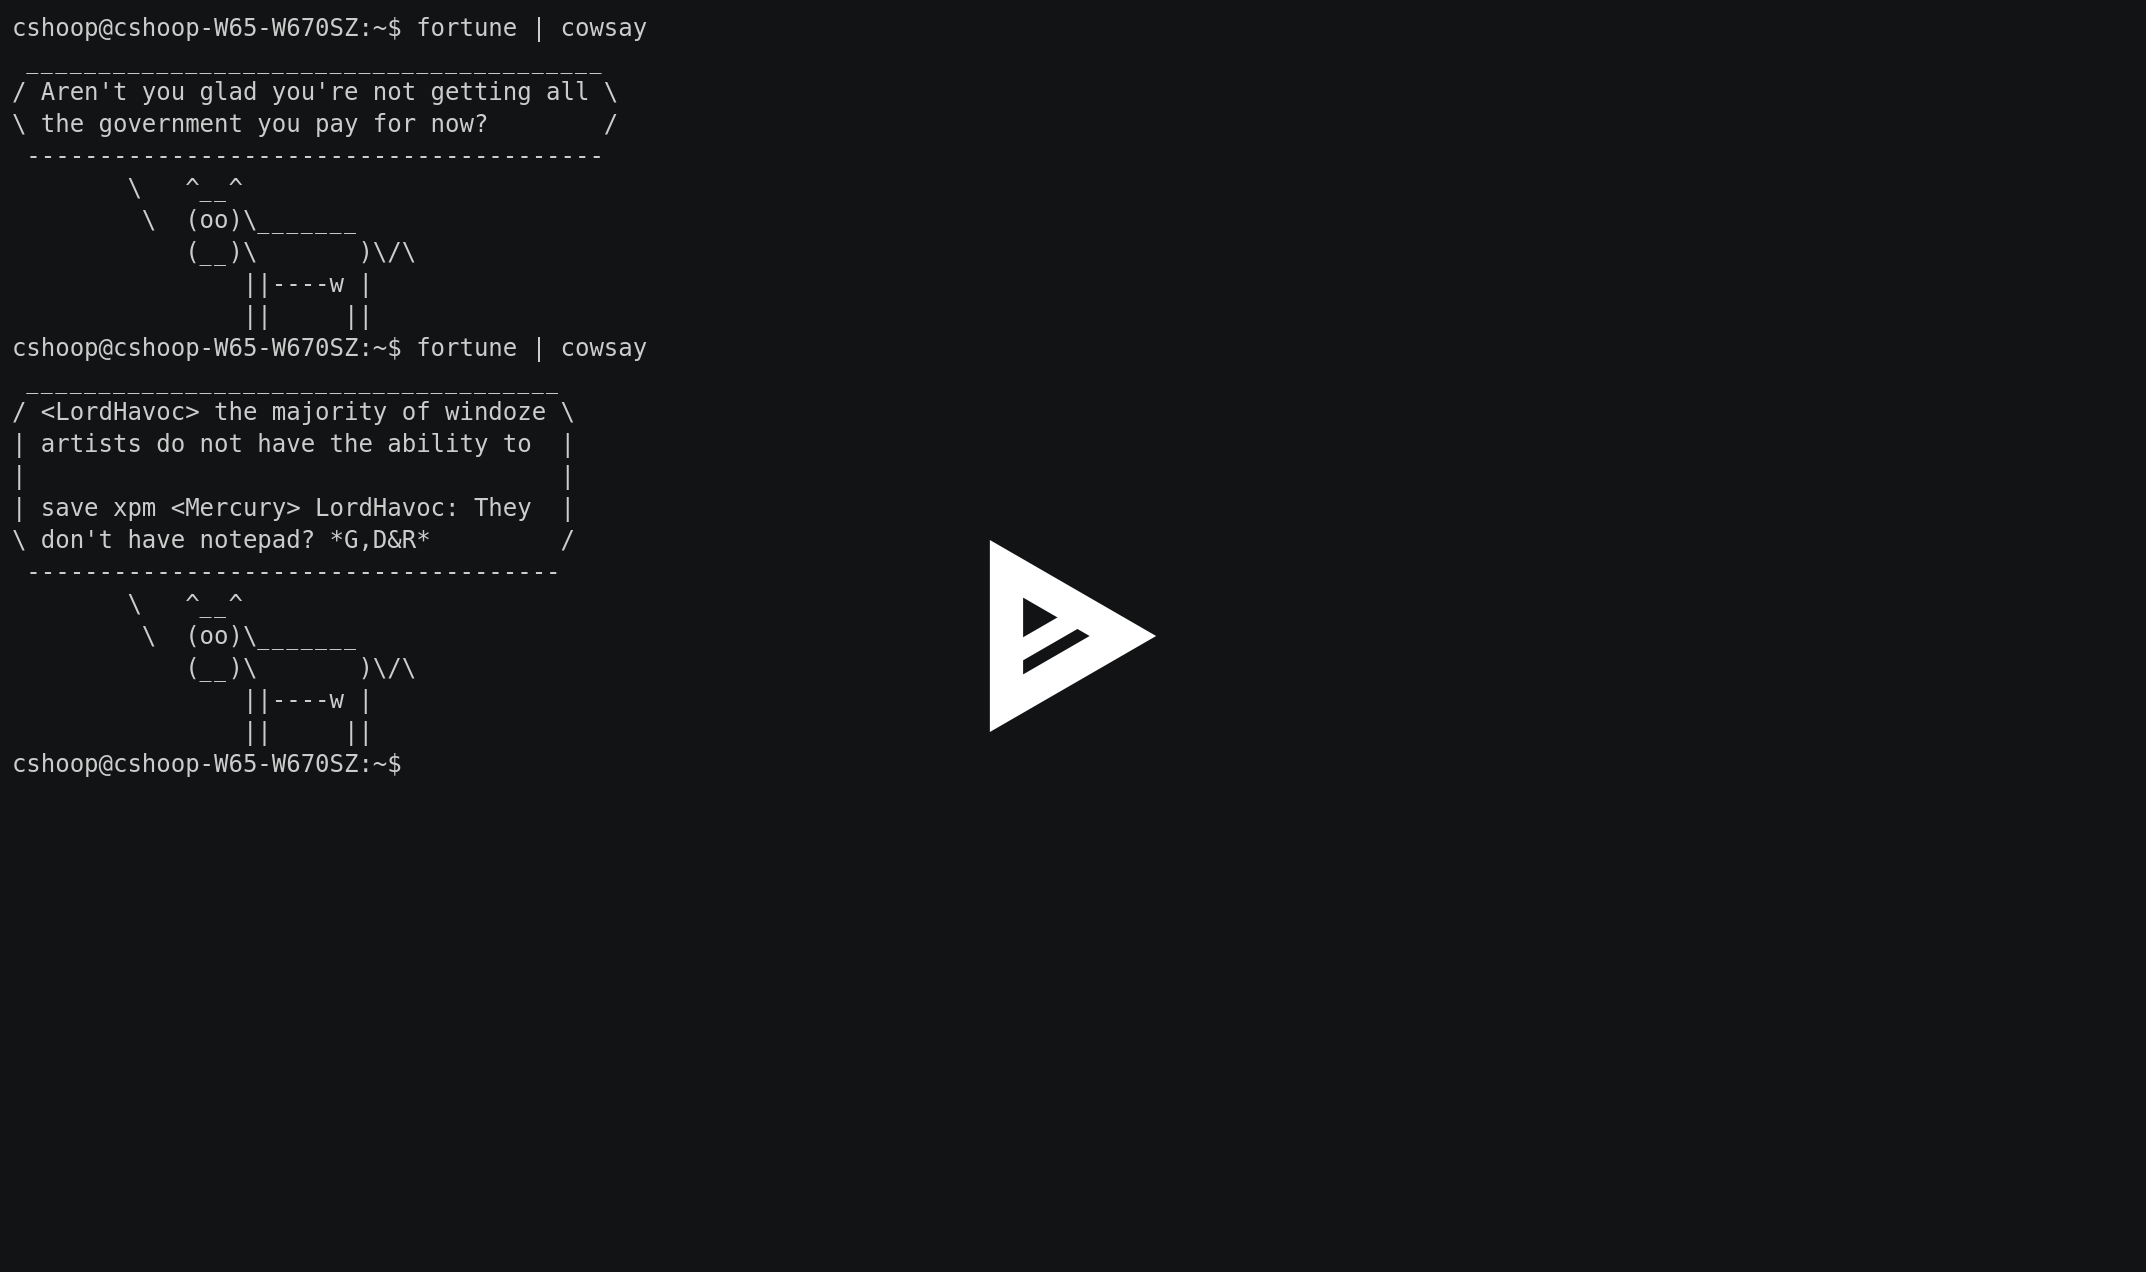 cshoop@cshoop-W65-W670SZ:~$ fortune | cowsay
 ________________________________________
/ Aren't you glad you're not getting all \
\ the government you pay for now?        /
 ----------------------------------------
        \   ^__^
         \  (oo)\_______
            (__)\       )\/\
                ||----w |
                ||     ||
cshoop@cshoop-W65-W670SZ:~$ fortune | cowsay
 _____________________________________
/ <LordHavoc> the majority of windoze \
| artists do not have the ability to  |
|                                     |
| save xpm <Mercury> LordHavoc: They  |
\ don't have notepad? *G,D&R*         /
 -------------------------------------
        \   ^__^
         \  (oo)\_______
            (__)\       )\/\
                ||----w |
                ||     ||
cshoop@cshoop-W65-W670SZ:~$